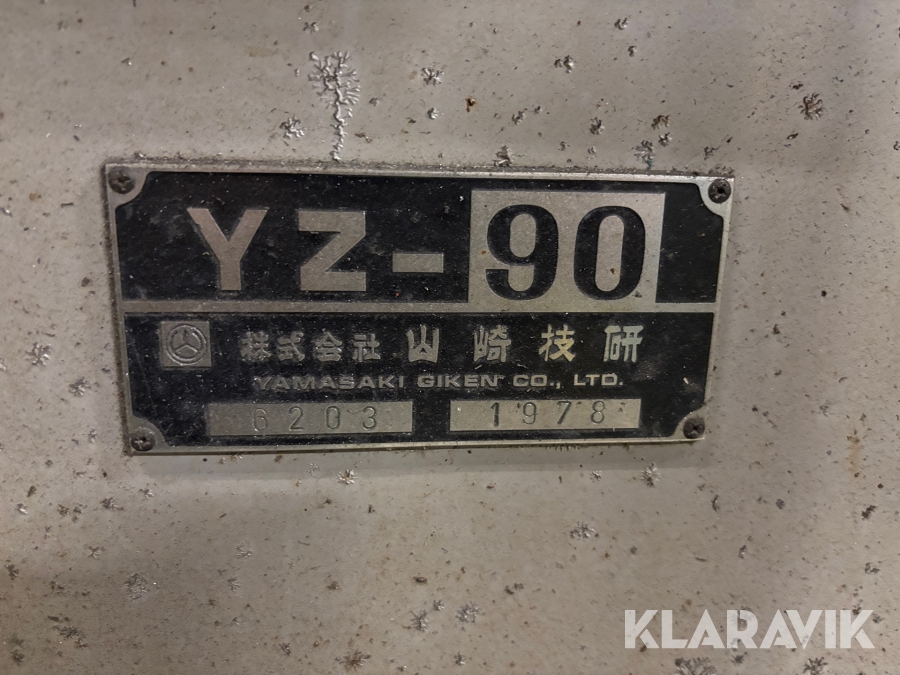 YZ-90
株式会社 山崎技研
YAMASAKI GIKEN CO., LTD.
6203 1978
KLARAVIK